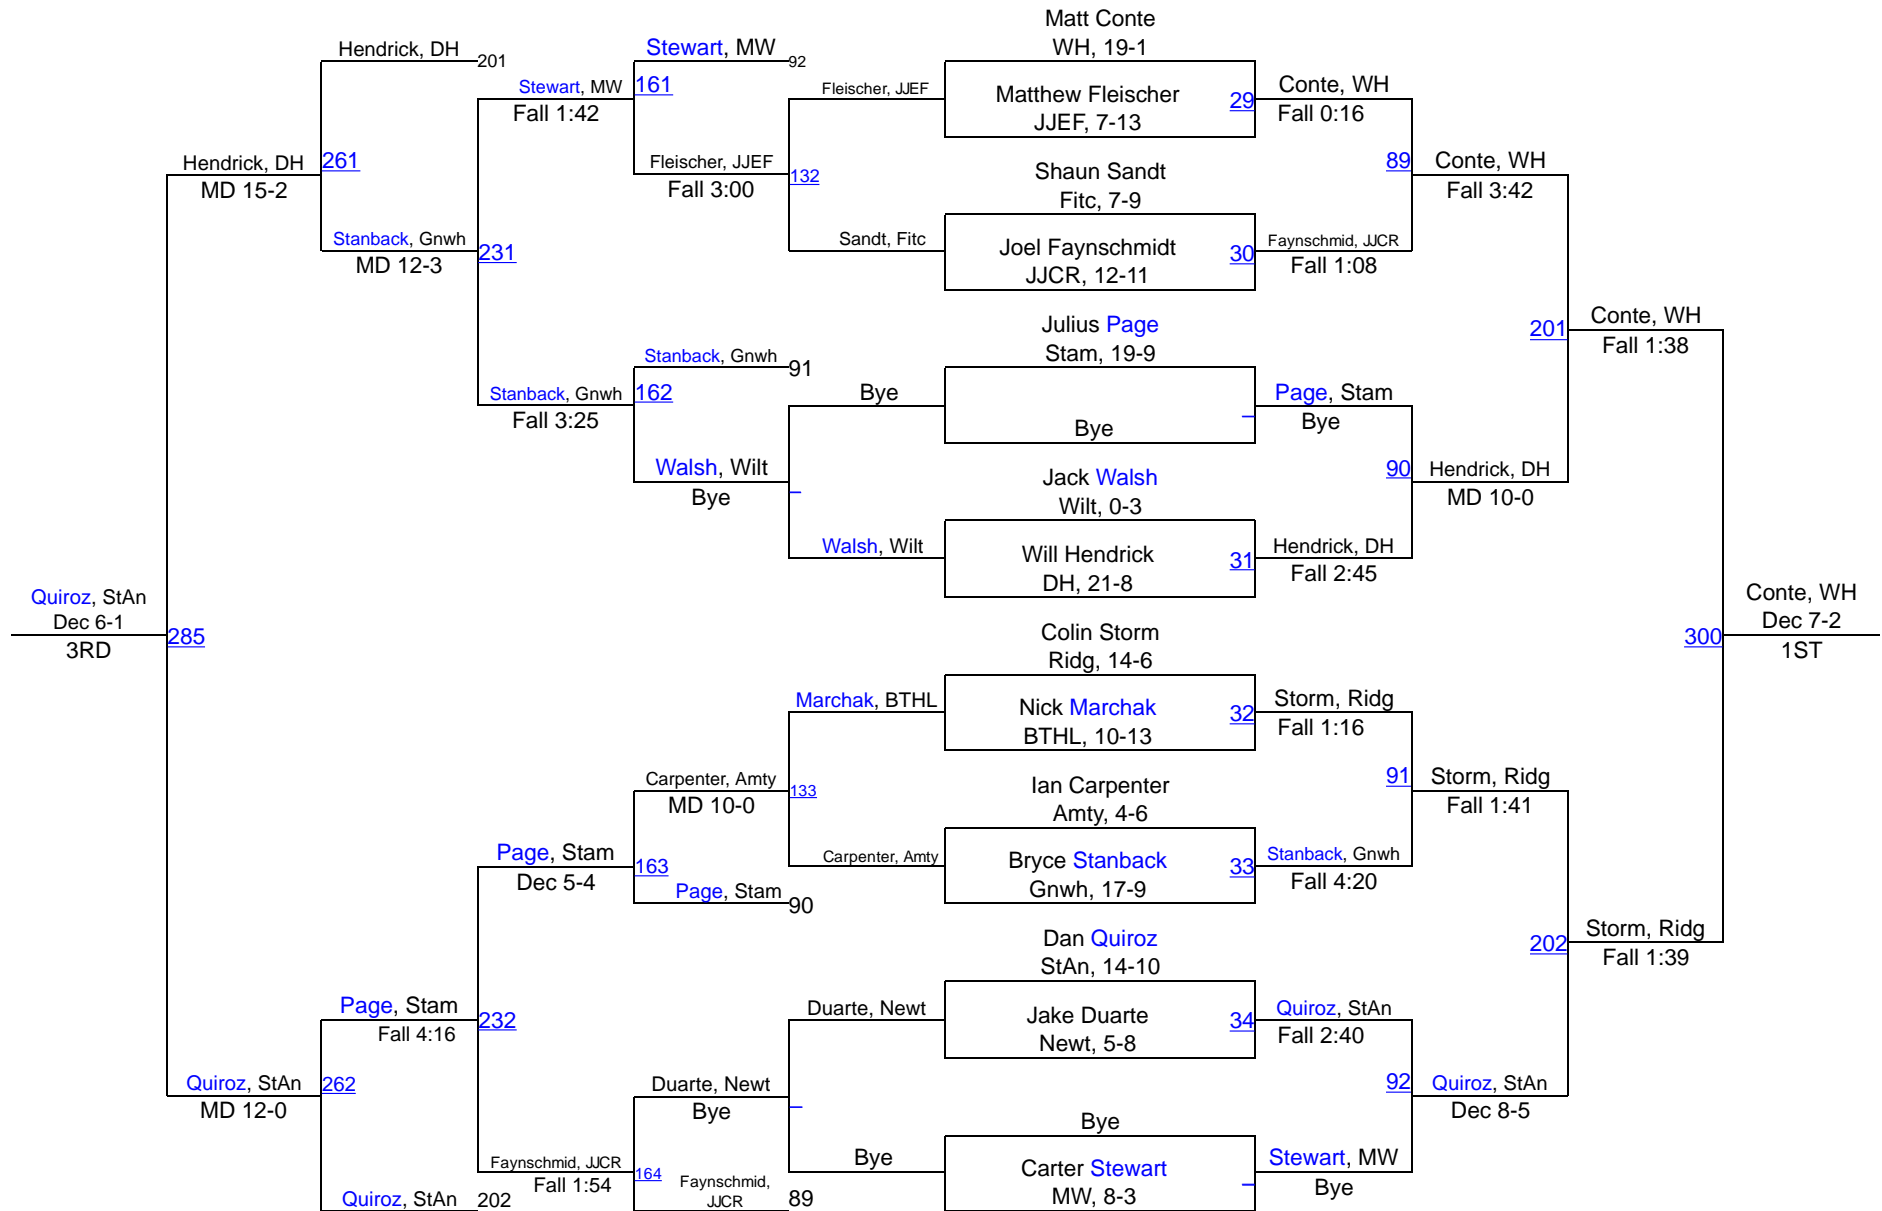 Matt Conte
WH, 19-1
Hendrick, DH
201
Stewart, MW
92
Stewart, MW
161
Fall 1:42
Fleischer, JJEF
Matthew Fleischer
JJEF, 7-13
29
Conte, WH
Fall 0:16
Hendrick, DH
MD 15-2
261
Fleischer, JJEF
Fall 3:00
132
Shaun Sandt
Fitc, 7-9
89
Conte, WH
Fall 3:42
Stanback, Gnwh
MD 12-3
231
Sandt, Fitc
Joel Faynschmidt
JJCR, 12-11
30
Faynschmid, JJCR
Fall 1:08
Julius Page
Stam, 19-9
201
Conte, WH
Fall 1:38
Stanback, Gnwh
91
Stanback, Gnwh
Fall 3:25
162
Bye
Bye
Page, Stam
Bye
Walsh, Wilt
Bye
Jack Walsh
Wilt, 0-3
90
Hendrick, DH
MD 10-0
Walsh, Wilt
Will Hendrick
DH, 21-8
31
Hendrick, DH
Fall 2:45
Quiroz, StAn
Dec 6-1
3RD
285
Colin Storm
Ridg, 14-6
300
Conte, WH
Dec 7-2
1ST
Marchak, BTHL
Nick Marchak
BTHL, 10-13
32
Storm, Ridg
Fall 1:16
Carpenter, Amty
MD 10-0
133
Ian Carpenter
Amty, 4-6
91
Storm, Ridg
Fall 1:41
Page, Stam
Dec 5-4
163
Page, Stam
90
Carpenter, Amty
Bryce Stanback
Gnwh, 17-9
33
Stanback, Gnwh
Fall 4:20
Dan Quiroz
StAn, 14-10
202
Storm, Ridg
Fall 1:39
Page, Stam
Fall 4:16
232
Duarte, Newt
Jake Duarte
Newt, 5-8
34
Quiroz, StAn
Fall 2:40
Quiroz, StAn
MD 12-0
262
Duarte, Newt
Bye
92
Quiroz, StAn
Dec 8-5
Bye
Faynschmid, JJCR
Fall 1:54
164
Faynschmid,
JJCR
89
Bye
Carter Stewart
MW, 8-3
Stewart, MW
Bye
Quiroz, StAn
202